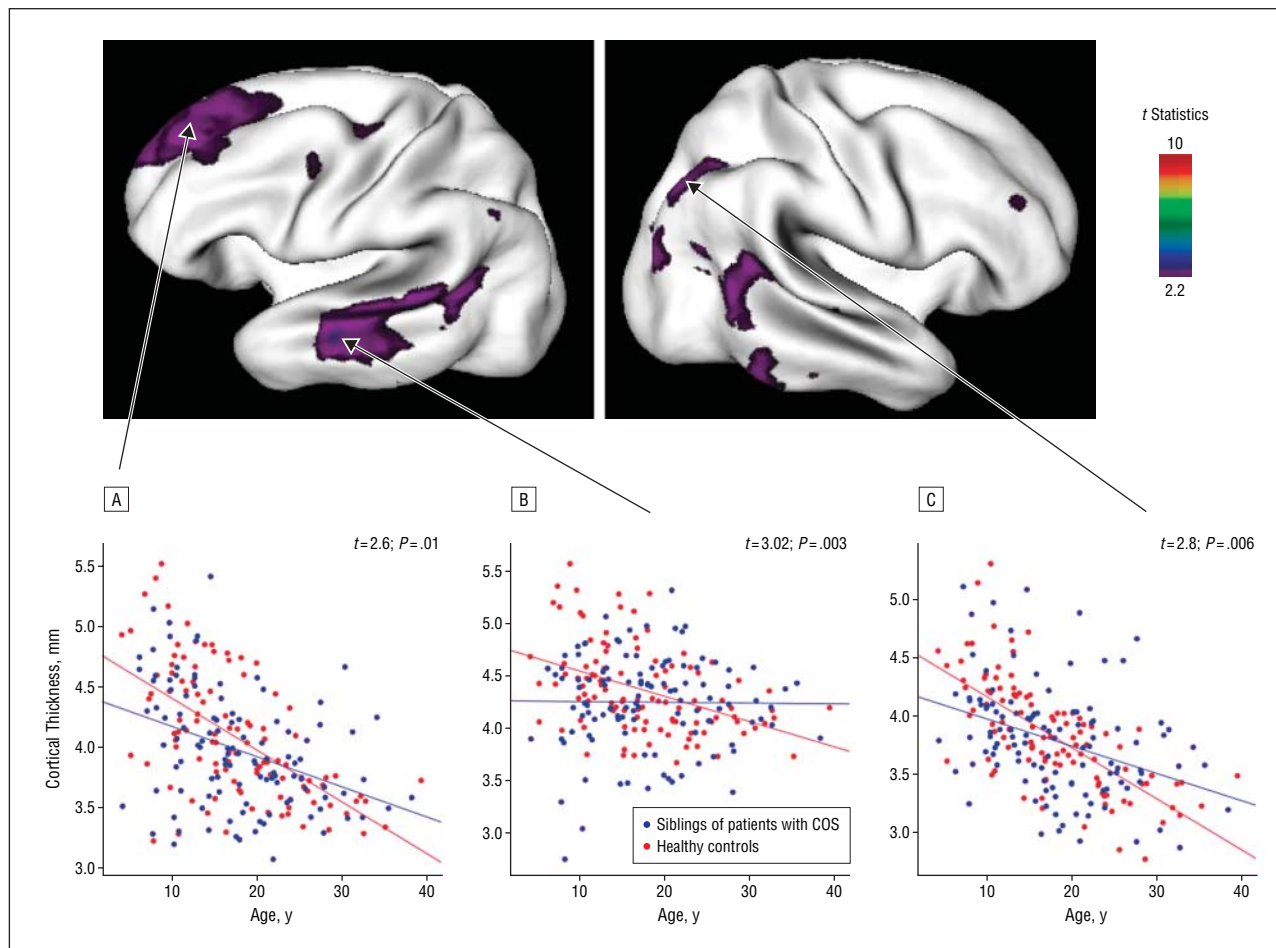 t Statistics
10
2.2
A
B
C
t=2.6; P=.01
t=3.02; P=.003
t=2.8; P=.006
Cortical Thickness, mm
5.5
5.0
4.5
4.0
3.5
3.0
10
20
30
40
Age, y
5.5
5.0
4.5
4.0
3.5
3.0
Siblings of patients with COS
Healthy controls
10
20
30
40
Age, y
5.0
4.5
4.0
3.5
3.0
10
20
30
40
Age, y